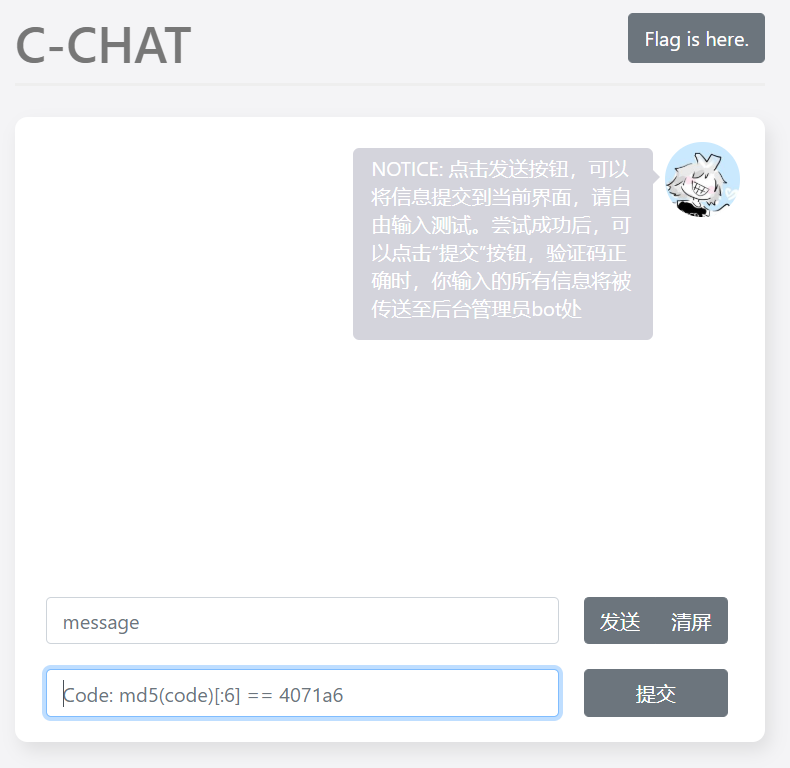 C-CHAT
Flag is here.
NOTICE: 点击发送按钮，可以
将信息提交到当前界面，请自
由输入测试。尝试成功后，可
以点击“提交”按钮，验证码正
确时，你输入的所有信息将被
传送至后台管理员bot处
message
发送 清屏
Code: md5(code)[:6] == 4071a6
提交